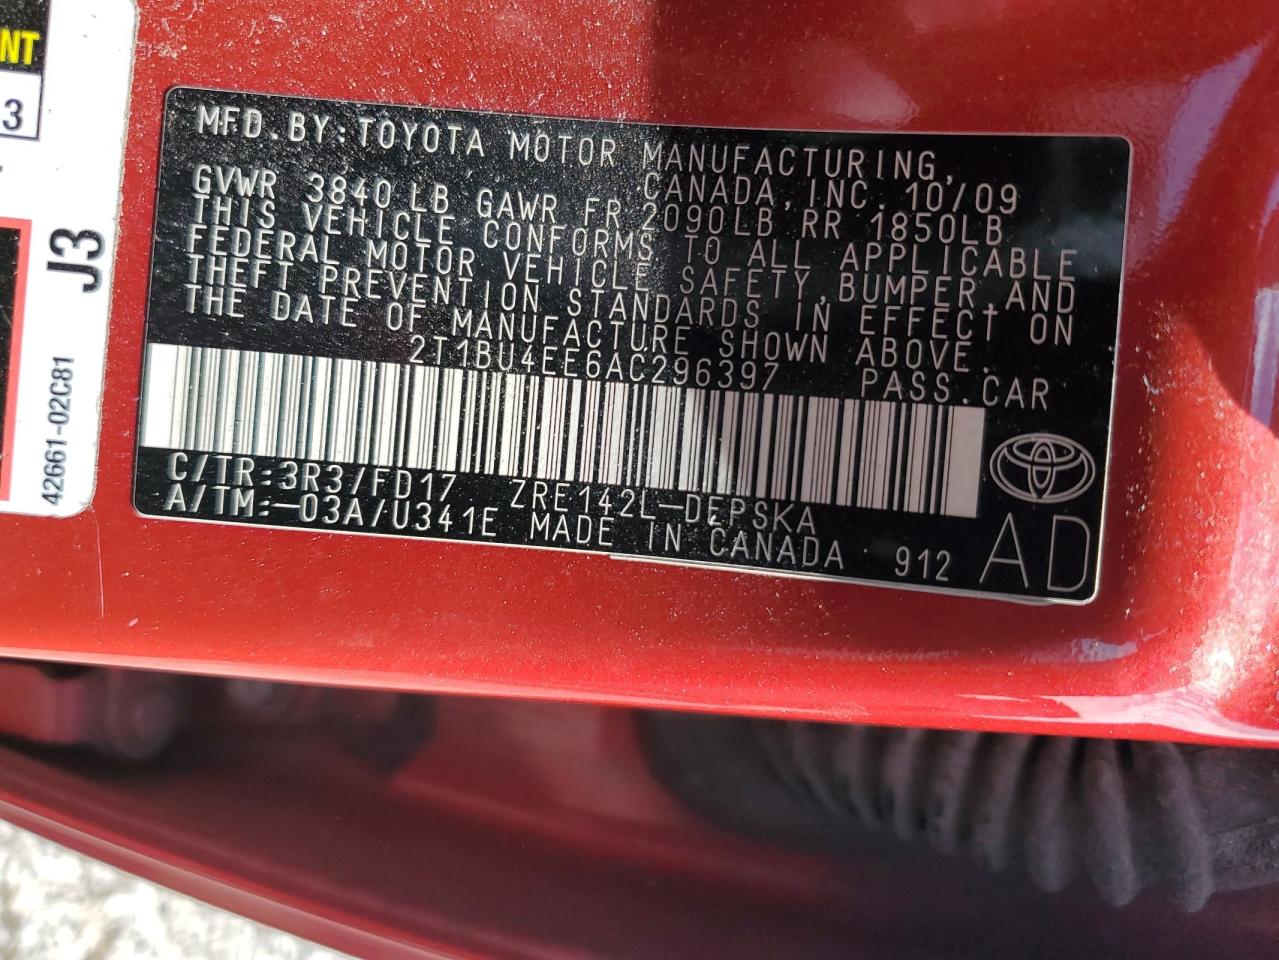 NT
3
J3
42661-02C81
MFD.BY:TOYOTA MOTOR MANUFACTURING,
CANADA,INC.10/09
GVWR 3840LB GAWR FR 2090LB RR 1850LB
THIS VEHICLE CONFORMS TO ALL APPLICABLE
FEDERAL MOTOR VEHICLE SAFETY,BUMPER,AND
THEFT PREVENTION STANDARDS IN EFFECT ON
THE DATE OF MANUFACTURE SHOWN ABOVE.
2T1BU4EE6AC296397 PASS.CAR
C/TR:3R3/FD17 ZRE142L-DEPSKA
A/TM:-03A/U341E MADE IN CANADA 912
AD